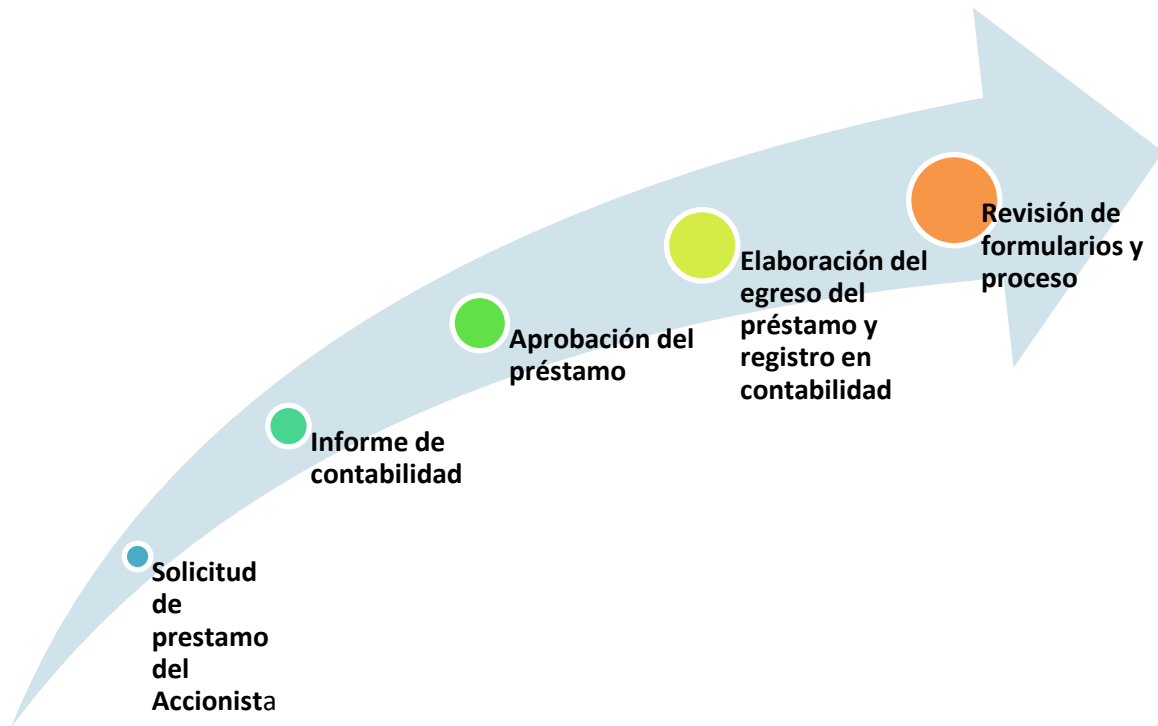 Solicitud
de
prestamo
del
Accionista
Informe de
contabilidad
Aprobación del
préstamo
Elaboración del
egreso del
préstamo y
registro en
contabilidad
Revisión de
formularios y
proceso